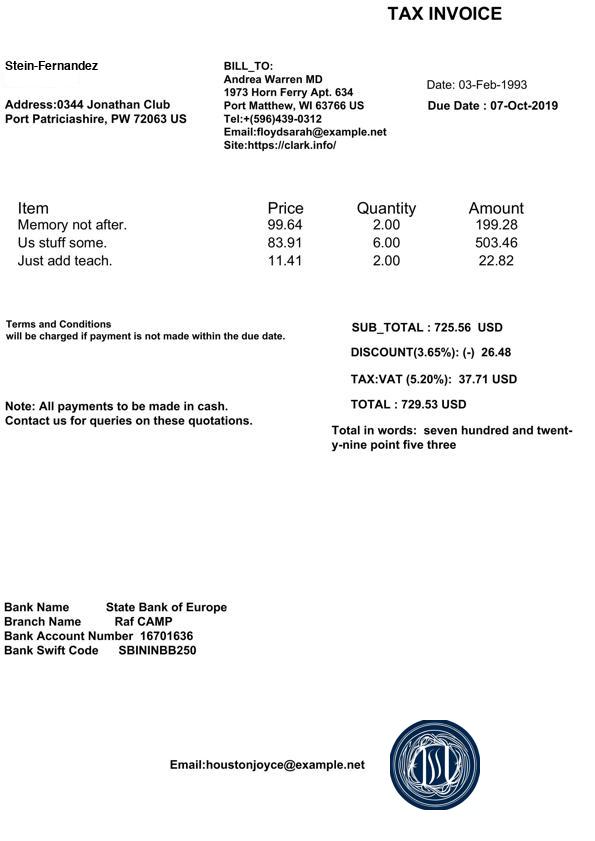 TAX INVOICE
Stein-Fernandez
Address:0344 Jonathan Club
Port Patriciashire, PW 72063 US
BILL_TO:
Andrea Warren MD
1973 Horn Ferry Apt. 634
Port Matthew, WI 63766 US
Tel:+(596)439-0312
Email:floydsarah@example.net
Site:https://clark.info/
Date: 03-Feb-1993
Due Date : 07-Oct-2019
Item Price Quantity Amount
Memory not after. 99.64 2.00 199.28
Us stuff some. 83.91 6.00 503.46
Just add teach. 11.41 2.00 22.82
Terms and Conditions
will be charged if payment is not made within the due date.
SUB_TOTAL : 725.56 USD
DISCOUNT(3.65%): (-) 26.48
TAX:VAT (5.20%): 37.71 USD
TOTAL : 729.53 USD
Note: All payments to be made in cash.
Contact us for queries on these quotations.
Total in words: seven hundred and twent-
y-nine point five three
Bank Name State Bank of Europe
Branch Name Raf CAMP
Bank Account Number 16701636
Bank Swift Code SBININBB250
Email:houstonjoyce@example.net